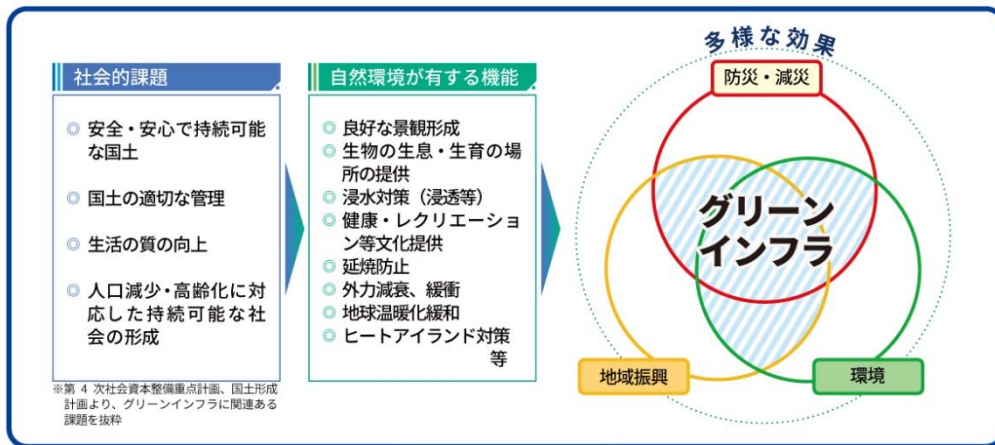 社会的課題
◎ 安全・安心で持続可能
な国土
◎ 国土の適切な管理
◎ 生活の質の向上
◎ 人口減少・高齢化に対
応した持続可能な社
会の形成
※第 4 次社会資本整備重点計画、国土形成
計画より、グリーンインフラに関連ある
課題を抜粋
自然環境が有する機能
◎ 良好な景観形成
◎ 生物の生息・生育の場
所の提供
◎ 浸水対策（浸透等）
◎ 健康・レクリエーショ
ン等文化提供
◎ 延焼防止
◎ 外力減衰、緩衝
◎ 地球温暖化緩和
◎ ヒートアイランド対策
等
多様な効果
防災・減災
グリーン
インフラ
地域振興
環境